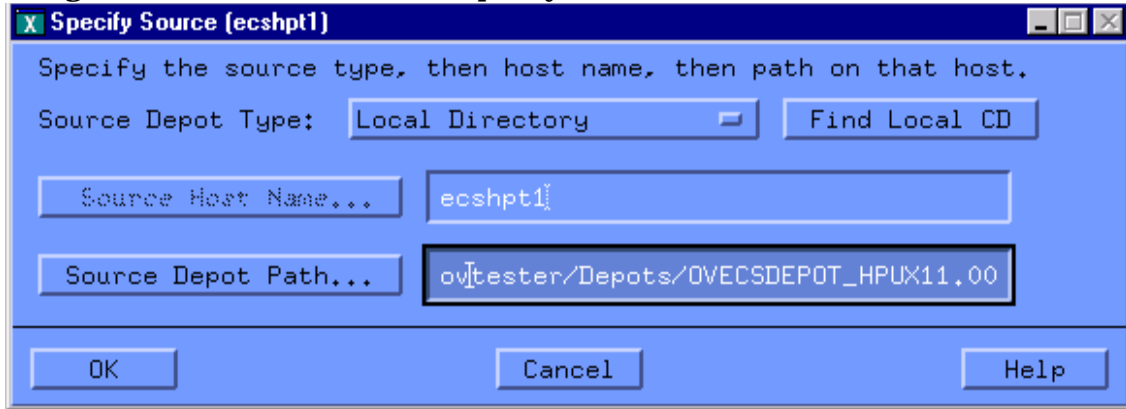 Specify Source (ecshpt1)
Specify the source type, then host name, then path on that host.
Source Depot Type: Local Directory Find Local CD
Source Host Name... ecshpt1
Source Depot Path... ovtester/Depots/OVECSDEPOT_HPUX11.00
OK Cancel Help